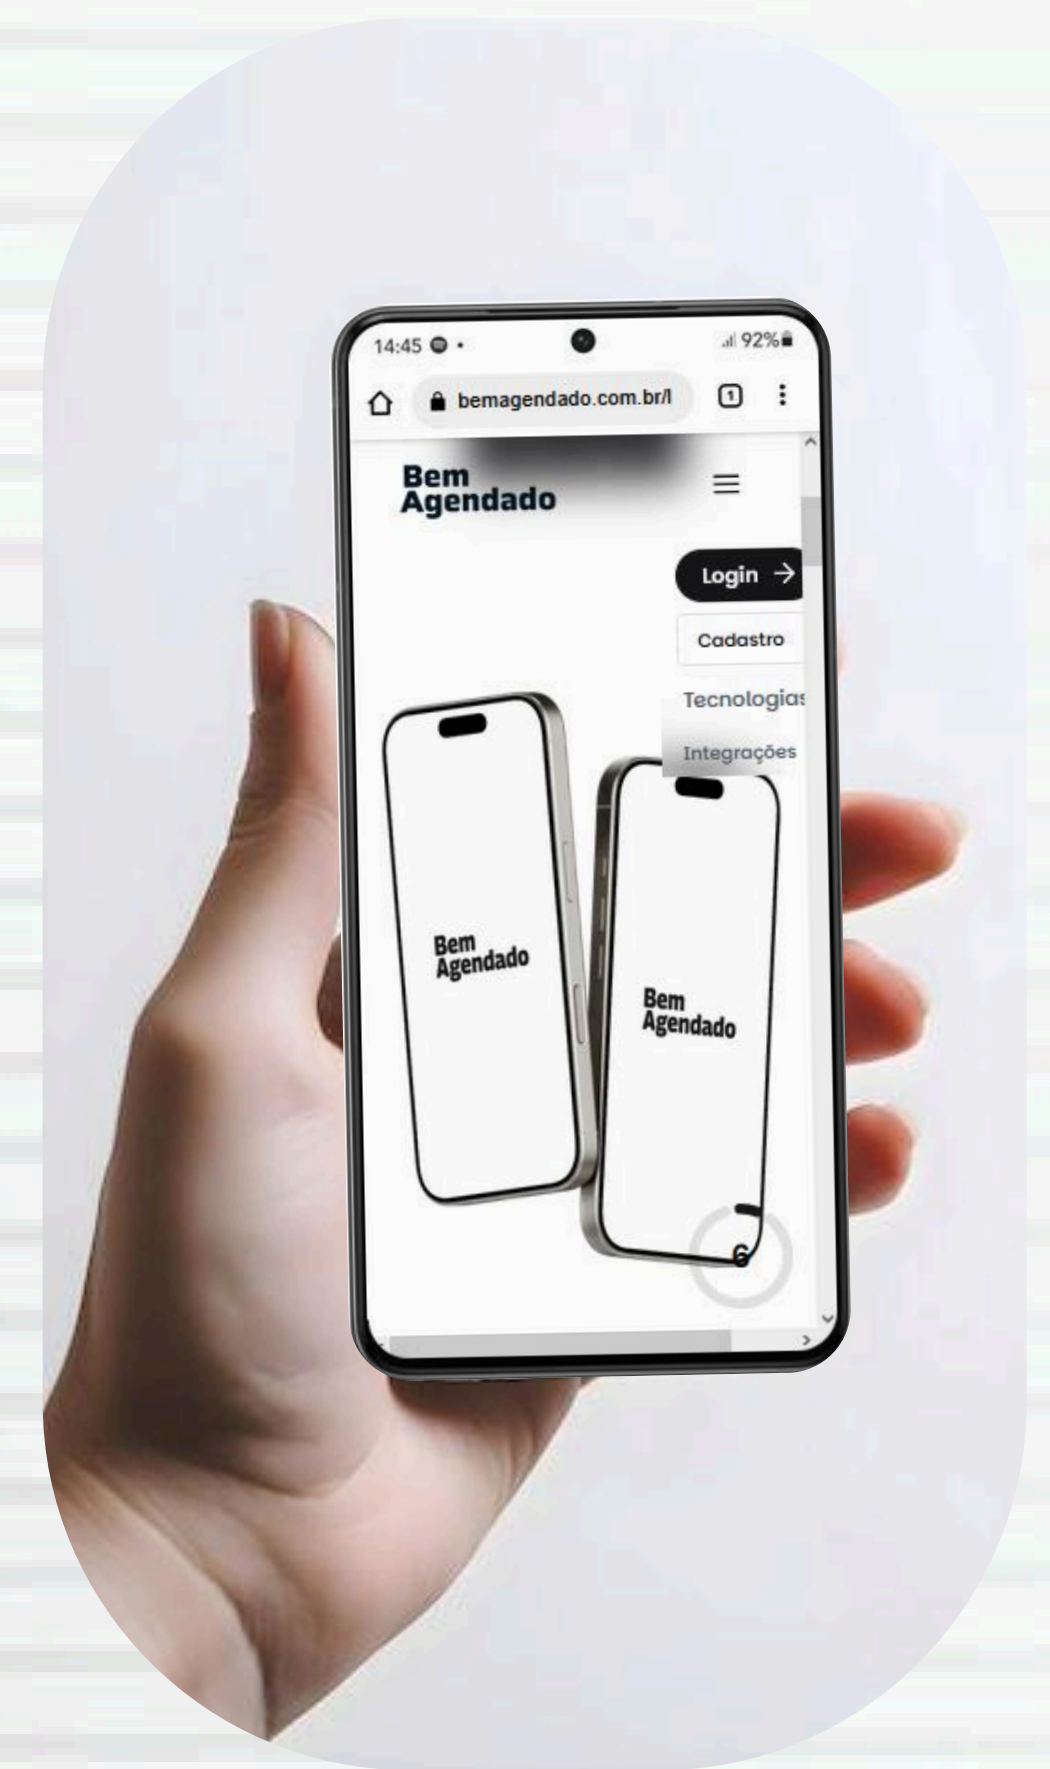 14:45
92%
bemagendado.com.br/l
1
Bem
Agendado
Login
Cadastro
Tecnologias
Integrações
Bem
Agendado
Bem
Agendado
6